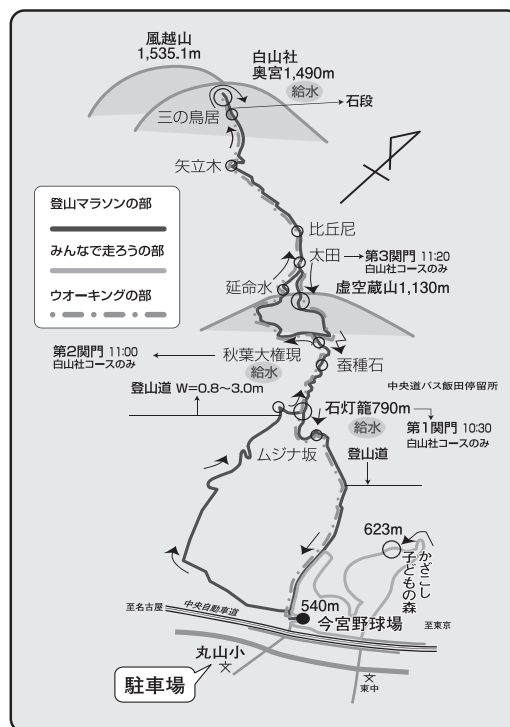 風越山
1,535.1m
白山社
奥宮1,490m
給水
石段
三の鳥居
矢立木
登山マラソンの部
みんなで走ろうの部
ウオーキングの部
比丘尼
太田
第3関門 11:20
白山社コースのみ
延命水
虚空蔵山1,130m
第2関門 11:00
白山社コースのみ
秋葉大権現
給水
蚕種石
中央道バス飯田停留所
登山道 W=0.8~3.0m
石灯籠790m
給水
第1関門 10:30
白山社コースのみ
ムジナ坂
登山道
623m
かざこし
子どもの森
540m
今宮野球場
至名古屋
中央自動車道
至東京
丸山小
駐車場
東中